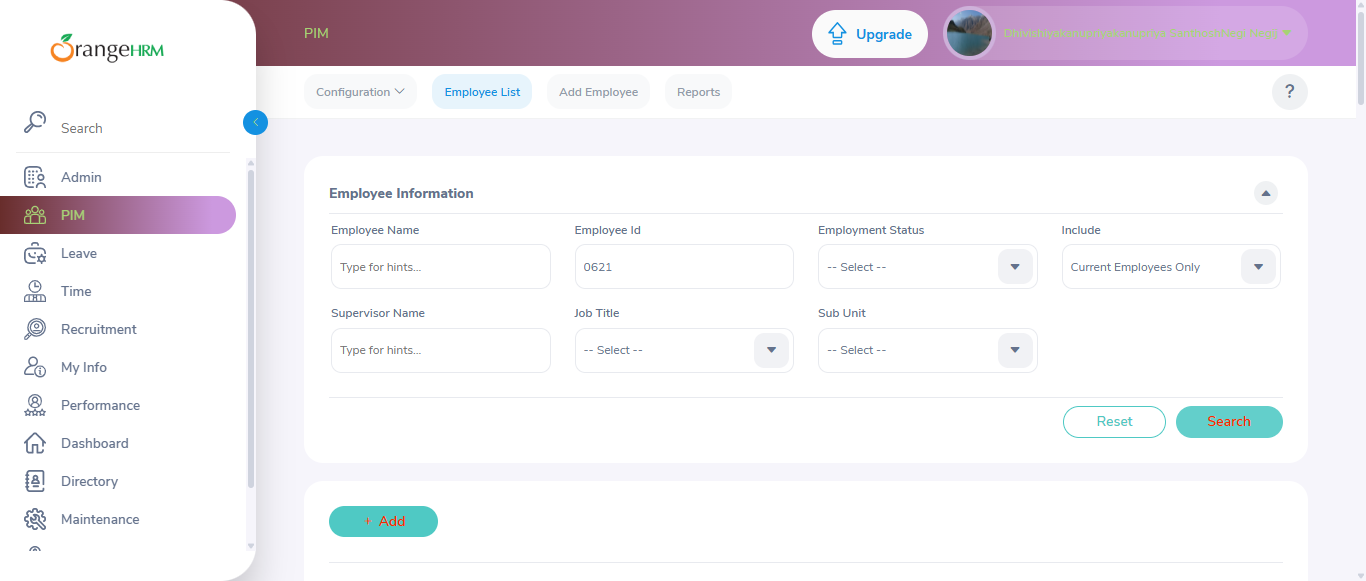 OrangeHRM
Search
Admin
PIM
Leave
Time
Recruitment
My Info
Performance
Dashboard
Directory
Maintenance
PIM
Upgrade
Configuration
Employee List
Add Employee
Reports
?
Employee Information
Employee Name
Employee Id
Employment Status
Include
Type for hints...
0621
-- Select --
Current Employees Only
Supervisor Name
Job Title
Sub Unit
Type for hints...
-- Select --
-- Select --
Reset
Search
+ Add